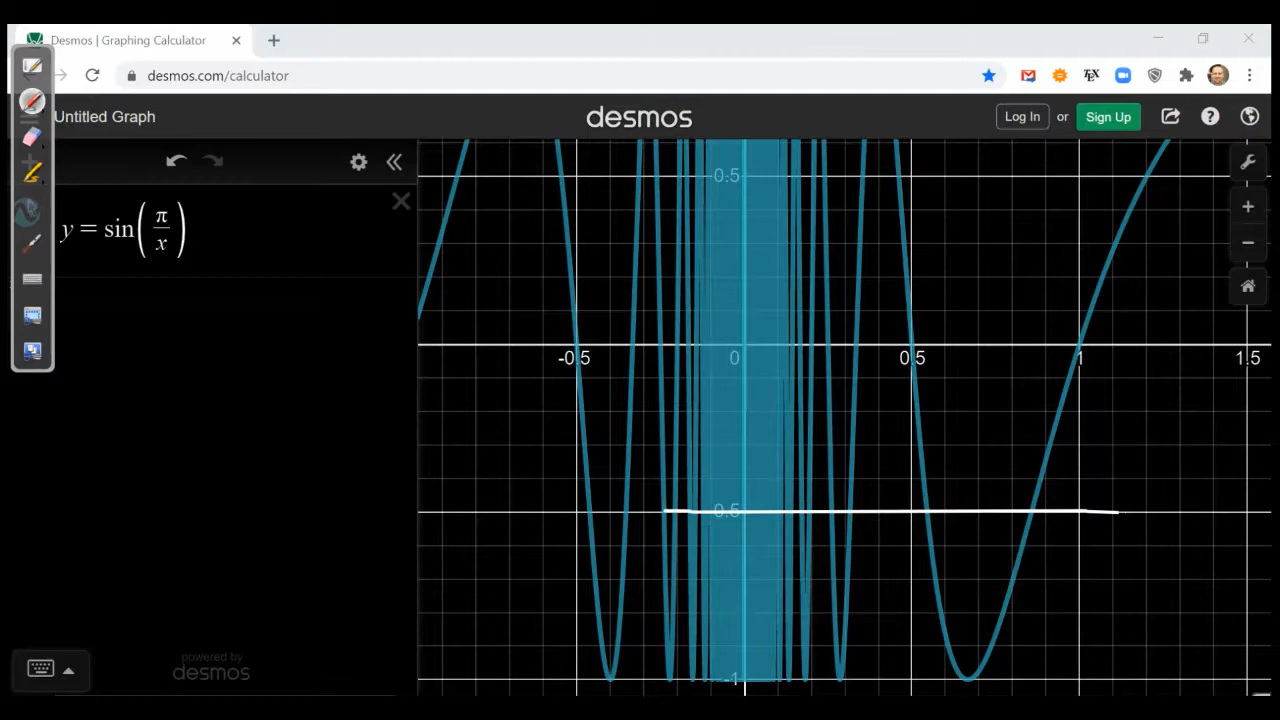 Desmos | Graphing Calculator
desmos.com/calculator
Untitled Graph
desmos
Log In or Sign Up
y = sin(π/x)
0.5
-0.5 0 0.5 1 1.5
0.5
-1
powered by
desmos